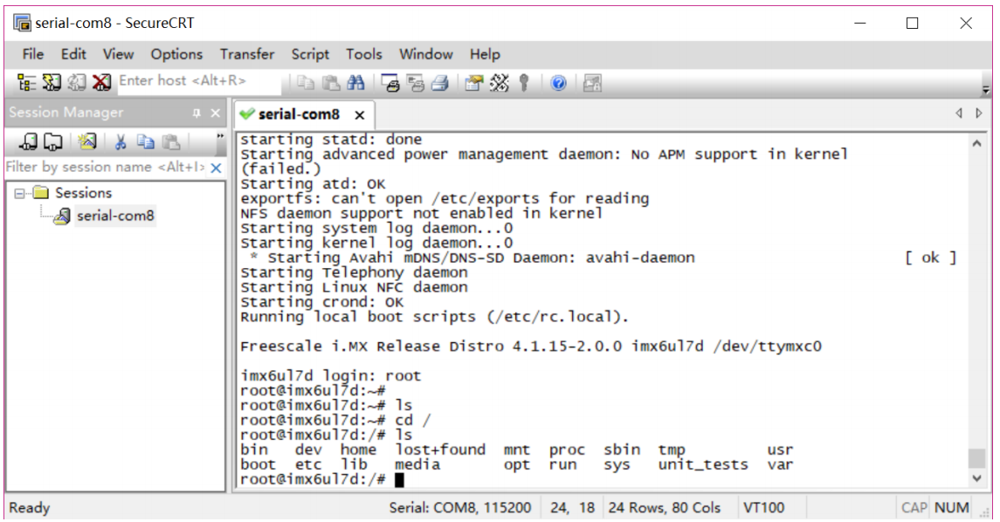 serial-com8 - SecureCRT
File Edit View Options Transfer Script Tools Window Help
Enter host <Alt+R>
Session Manager
serial-com8
Filter by session name <Alt+I>
Sessions
serial-com8
starting statd: done
Starting advanced power management daemon: No APM support in kernel
(failed.)
Starting atd: OK
exportfs: can't open /etc/exports for reading
NFS daemon support not enabled in kernel
Starting system log daemon...0
Starting kernel log daemon...0
* Starting Avahi mDNS/DNS-SD Daemon: avahi-daemon [ ok ]
Starting Telephony daemon
Starting Linux NFC daemon
Starting crond: OK
Running local boot scripts (/etc/rc.local).
Freescale i.MX Release Distro 4.1.15-2.0.0 imx6ul7d /dev/ttymxc0
imx6ul7d login: root
root@imx6ul7d:~#
root@imx6ul7d:~# ls
root@imx6ul7d:~# cd /
root@imx6ul7d:/# ls
bin dev home lost+found mnt proc sbin tmp usr
boot etc lib media opt run sys unit_tests var
root@imx6ul7d:/#
Ready Serial: COM8, 115200 24, 18 24 Rows, 80 Cols VT100 CAP NUM